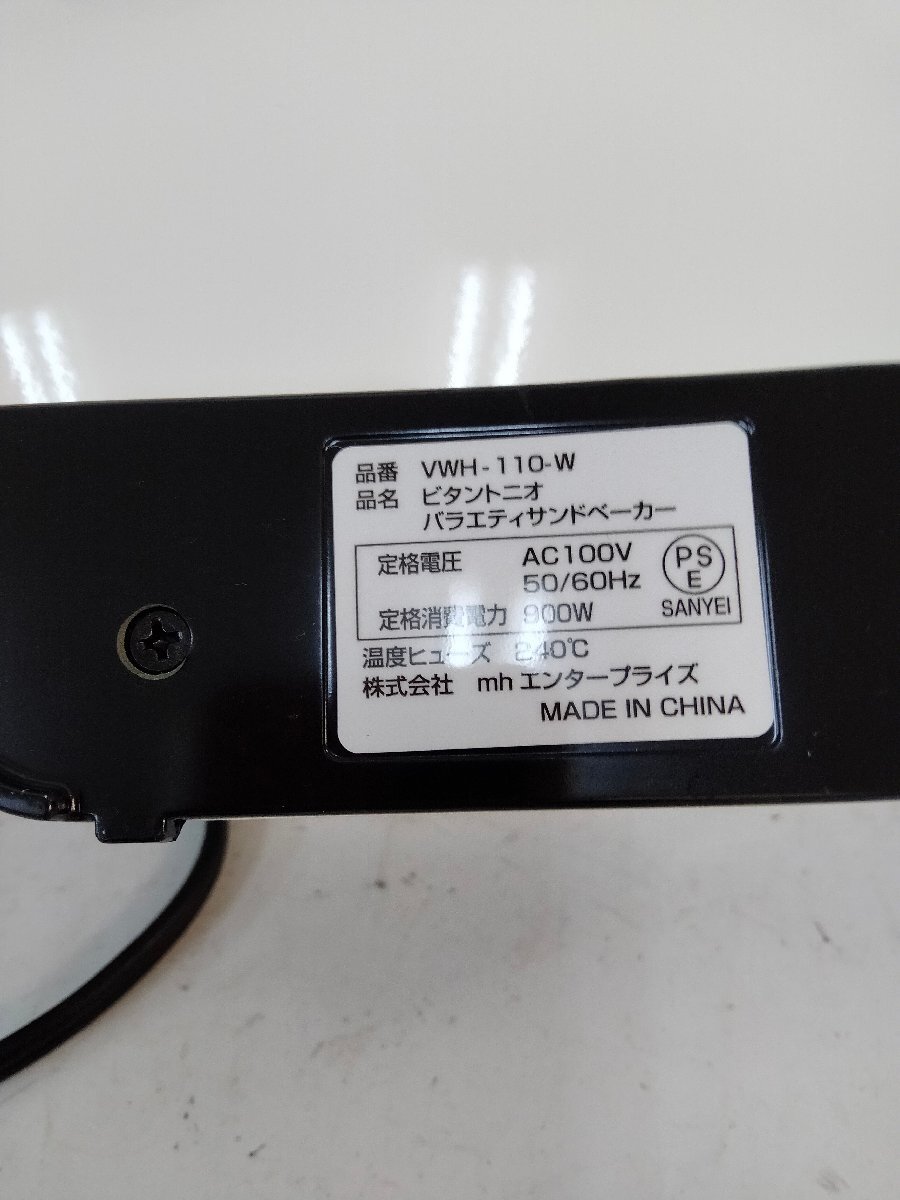 品番 VWH-110-W
品名 ビタントニオ
バラエティサンドベーカー
定格電圧 AC100V
50/60Hz
定格消費電力 900W
PS
E
SANYEI
温度ヒューズ 240℃
株式会社 mhエンタープライズ
MADE IN CHINA